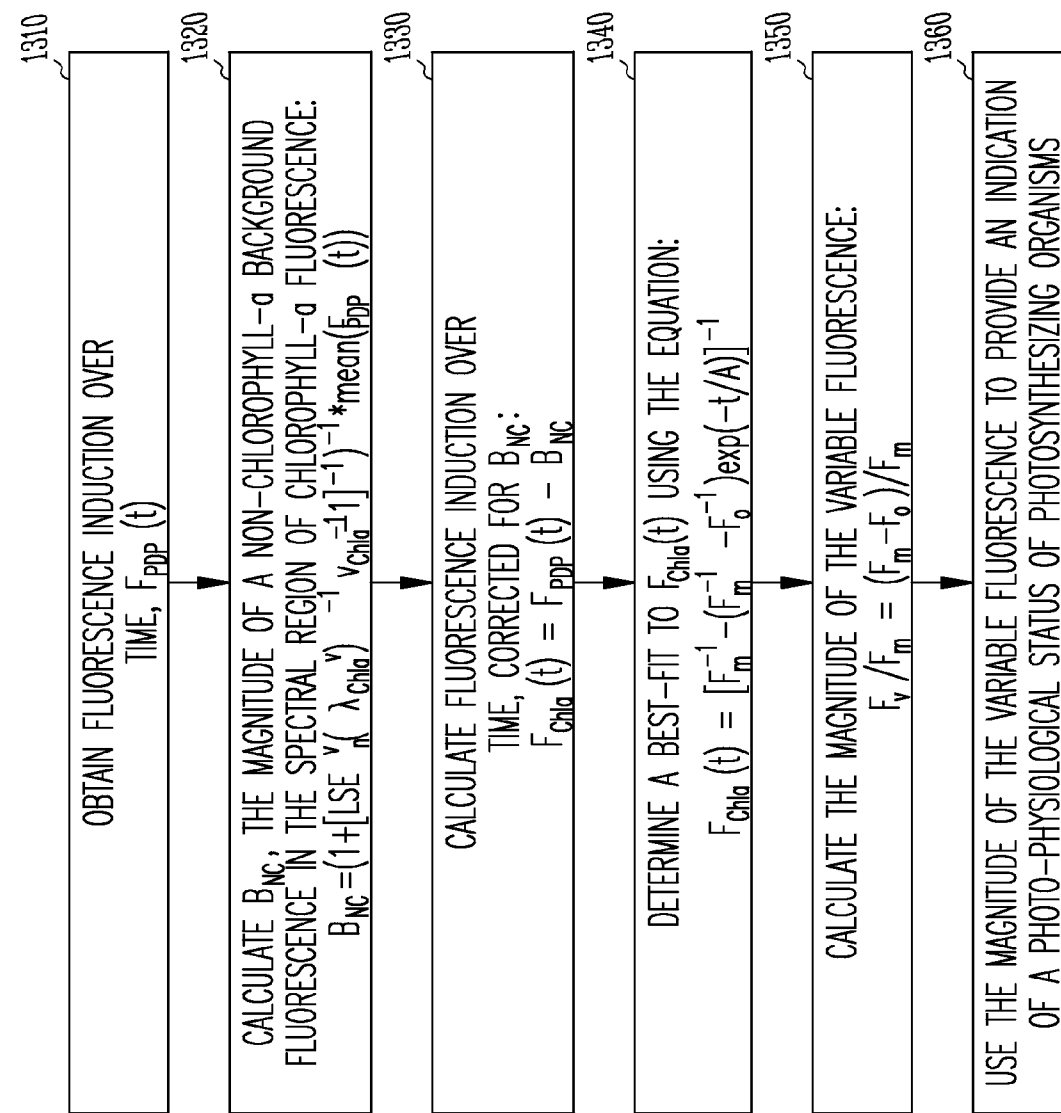 1310
OBTAIN FLUORESCENCE INDUCTION OVER
TIME, F_PDP (t)
1320
CALCULATE B_NC, THE MAGNITUDE OF A NON-CHLOROPHYLL-a BACKGROUND
FLUORESCENCE IN THE SPECTRAL REGION OF CHLOROPHYLL-a FLUORESCENCE:
B_NC =(1+[LSE^v_n( λ_Chla^v)^-1 v_Chla^-1 1]^-1)^-1*mean(F_PDP (t))
1330
CALCULATE FLUORESCENCE INDUCTION OVER
TIME, CORRECTED FOR B_NC:
F_Chla (t) = F_PDP (t) - B_NC
1340
DETERMINE A BEST-FIT TO F_Chla(t) USING THE EQUATION:
F_Chla (t) = [F_m^-1-(F_m^-1 -F_o^-1)exp(-t/A)]^-1
1350
CALCULATE THE MAGNITUDE OF THE VARIABLE FLUORESCENCE:
F_v /F_m = (F_m-F_o)/F_m
1360
USE THE MAGNITUDE OF THE VARIABLE FLUORESCENCE TO PROVIDE AN INDICATION
OF A PHOTO-PHYSIOLOGICAL STATUS OF PHOTOSYNTHESIZING ORGANISMS